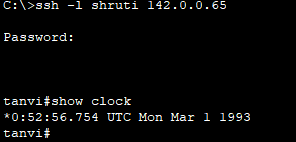 C:\>ssh -l shruti 142.0.0.65
Password:
tanvi#show clock
*0:52:56.754 UTC Mon Mar 1 1993
tanvi#